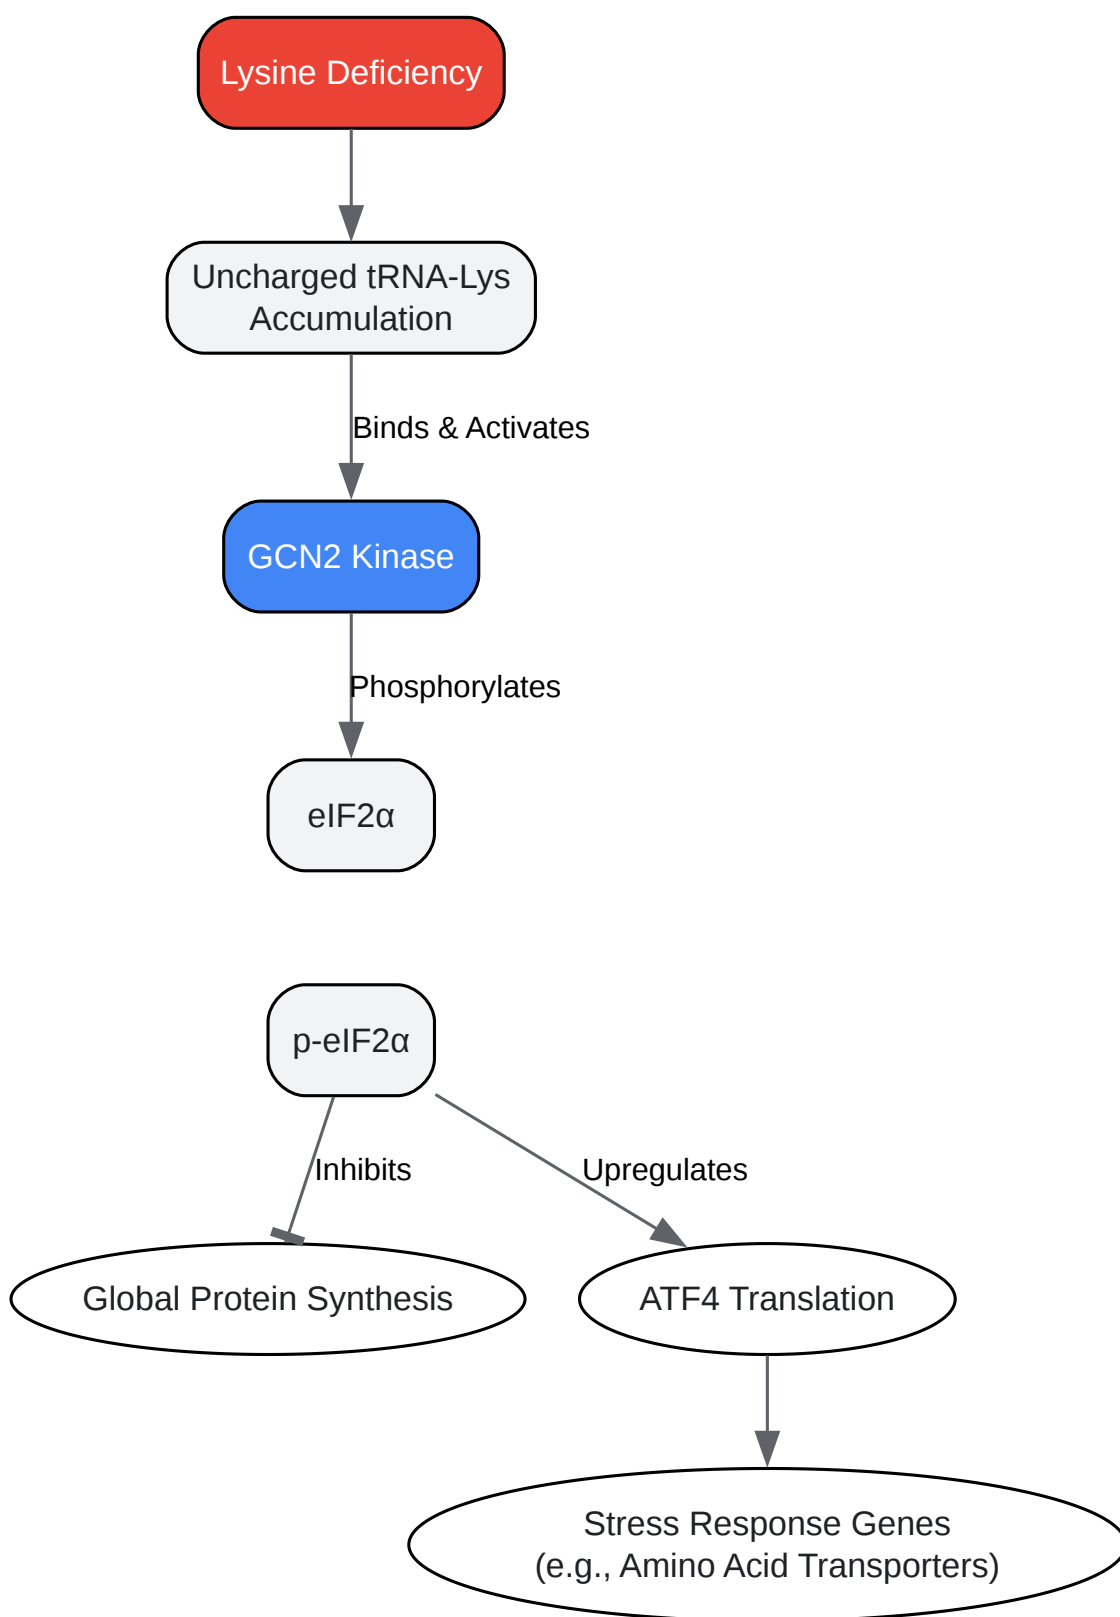 Lysine Deficiency
Uncharged tRNA-Lys
Accumulation
Binds & Activates
GCN2 Kinase
Phosphorylates
eIF2α
p-eIF2α
Inhibits
Upregulates
Global Protein Synthesis
ATF4 Translation
Stress Response Genes
(e.g., Amino Acid Transporters)